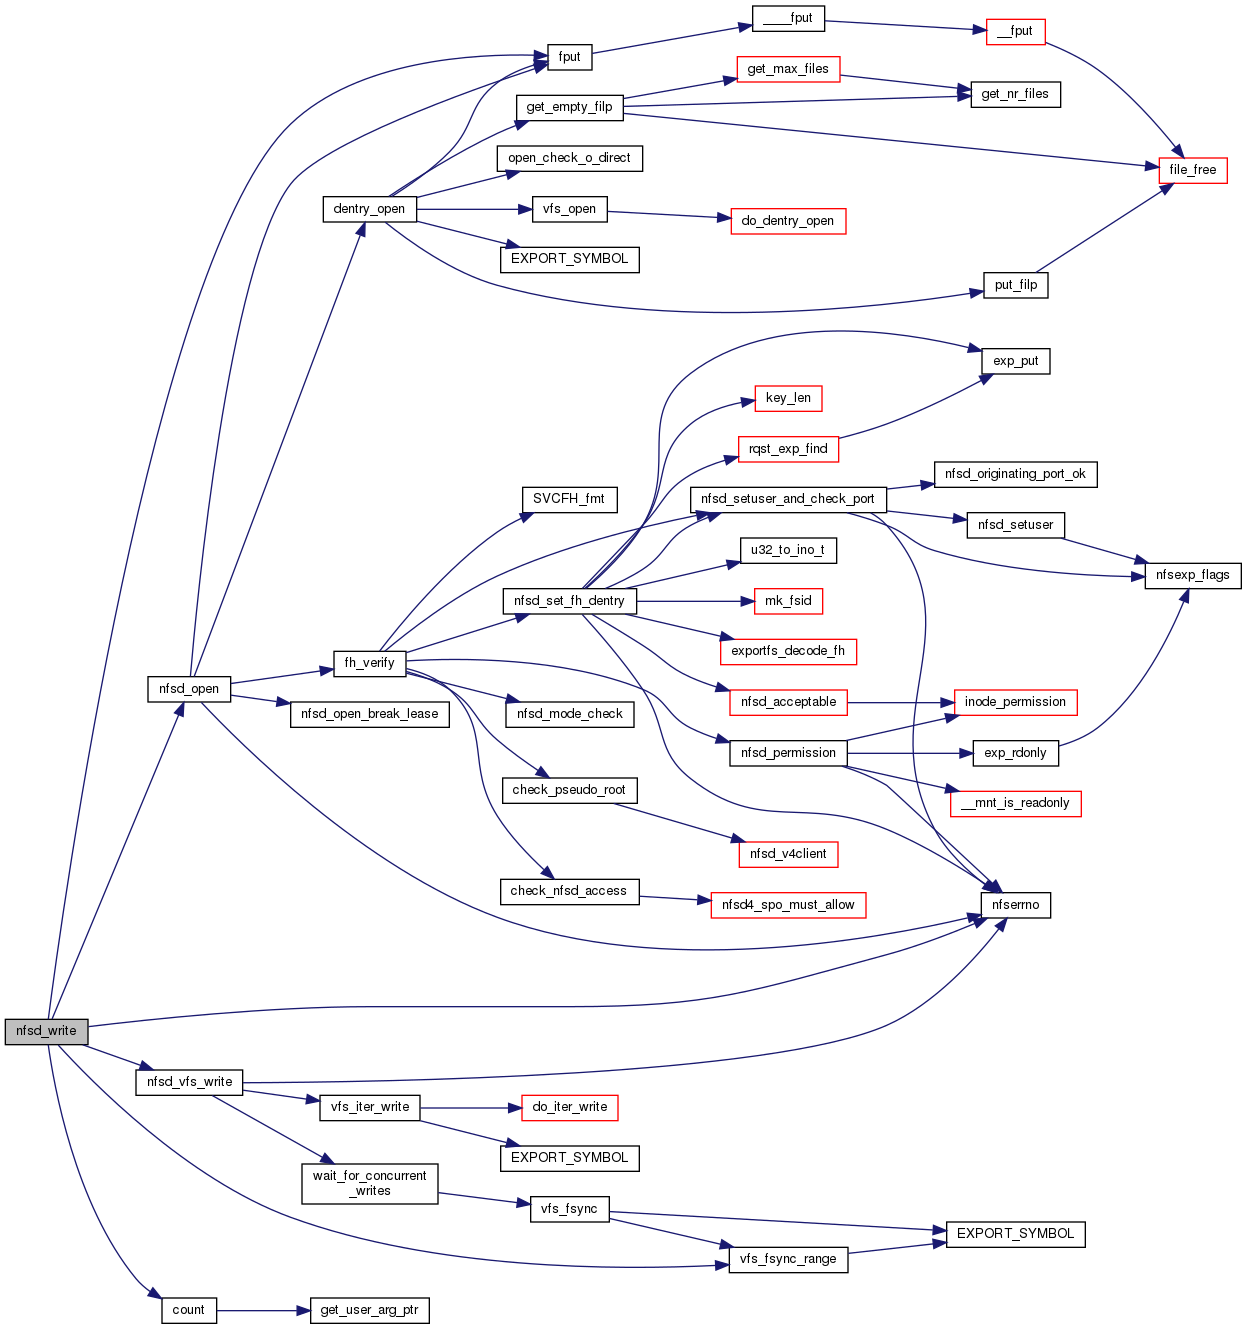 ____fput
__fput
fput
get_max_files
get_nr_files
get_empty_filp
open_check_o_direct
file_free
dentry_open
vfs_open
do_dentry_open
EXPORT_SYMBOL
put_filp
exp_put
key_len
rqst_exp_find
nfsd_originating_port_ok
SVCFH_fmt
nfsd_setuser_and_check_port
nfsd_setuser
u32_to_ino_t
nfsexp_flags
nfsd_set_fh_dentry
mk_fsid
exportfs_decode_fh
fh_verify
nfsd_open
nfsd_acceptable
inode_permission
nfsd_open_break_lease
nfsd_mode_check
nfsd_permission
exp_rdonly
check_pseudo_root
__mnt_is_readonly
nfsd_v4client
check_nfsd_access
nfsd4_spo_must_allow
nfserrno
nfsd_write
nfsd_vfs_write
vfs_iter_write
do_iter_write
EXPORT_SYMBOL
wait_for_concurrent
_writes
vfs_fsync
EXPORT_SYMBOL
vfs_fsync_range
count
get_user_arg_ptr